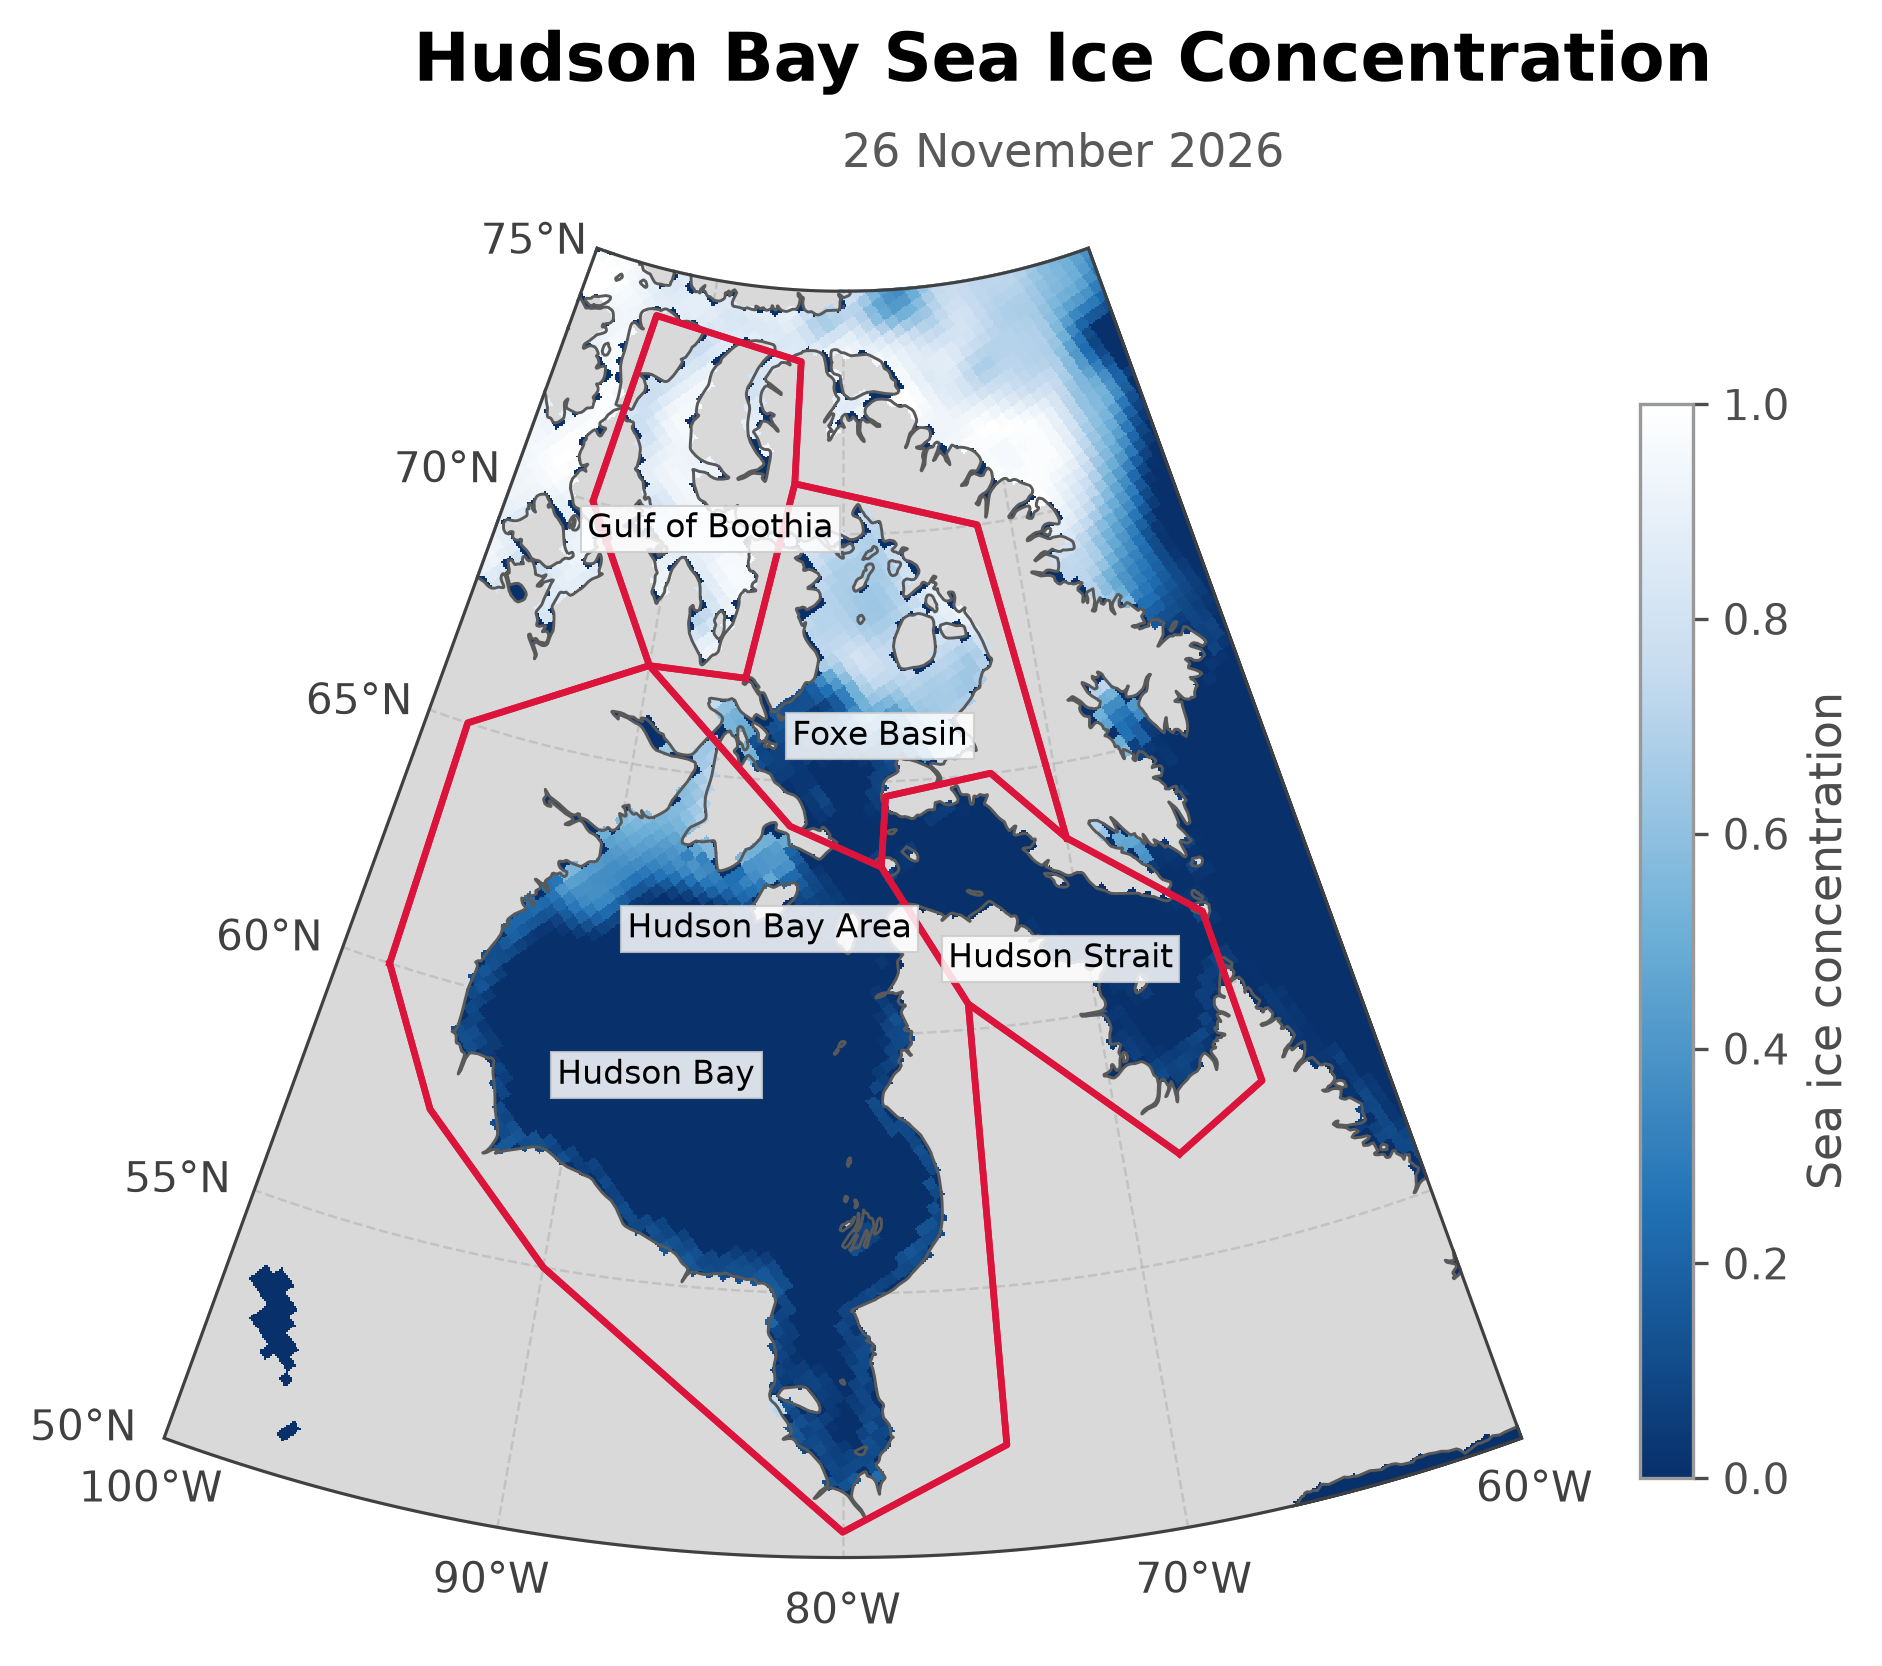 Hudson Bay Sea Ice Concentration
26 November 2026
75°N
70°N
65°N
60°N
55°N
50°N
100°W
90°W
80°W
70°W
60°W
Gulf of Boothia
Foxe Basin
Hudson Bay Area
Hudson Strait
Hudson Bay
1.0
0.8
0.6
0.4
0.2
0.0
Sea ice concentration